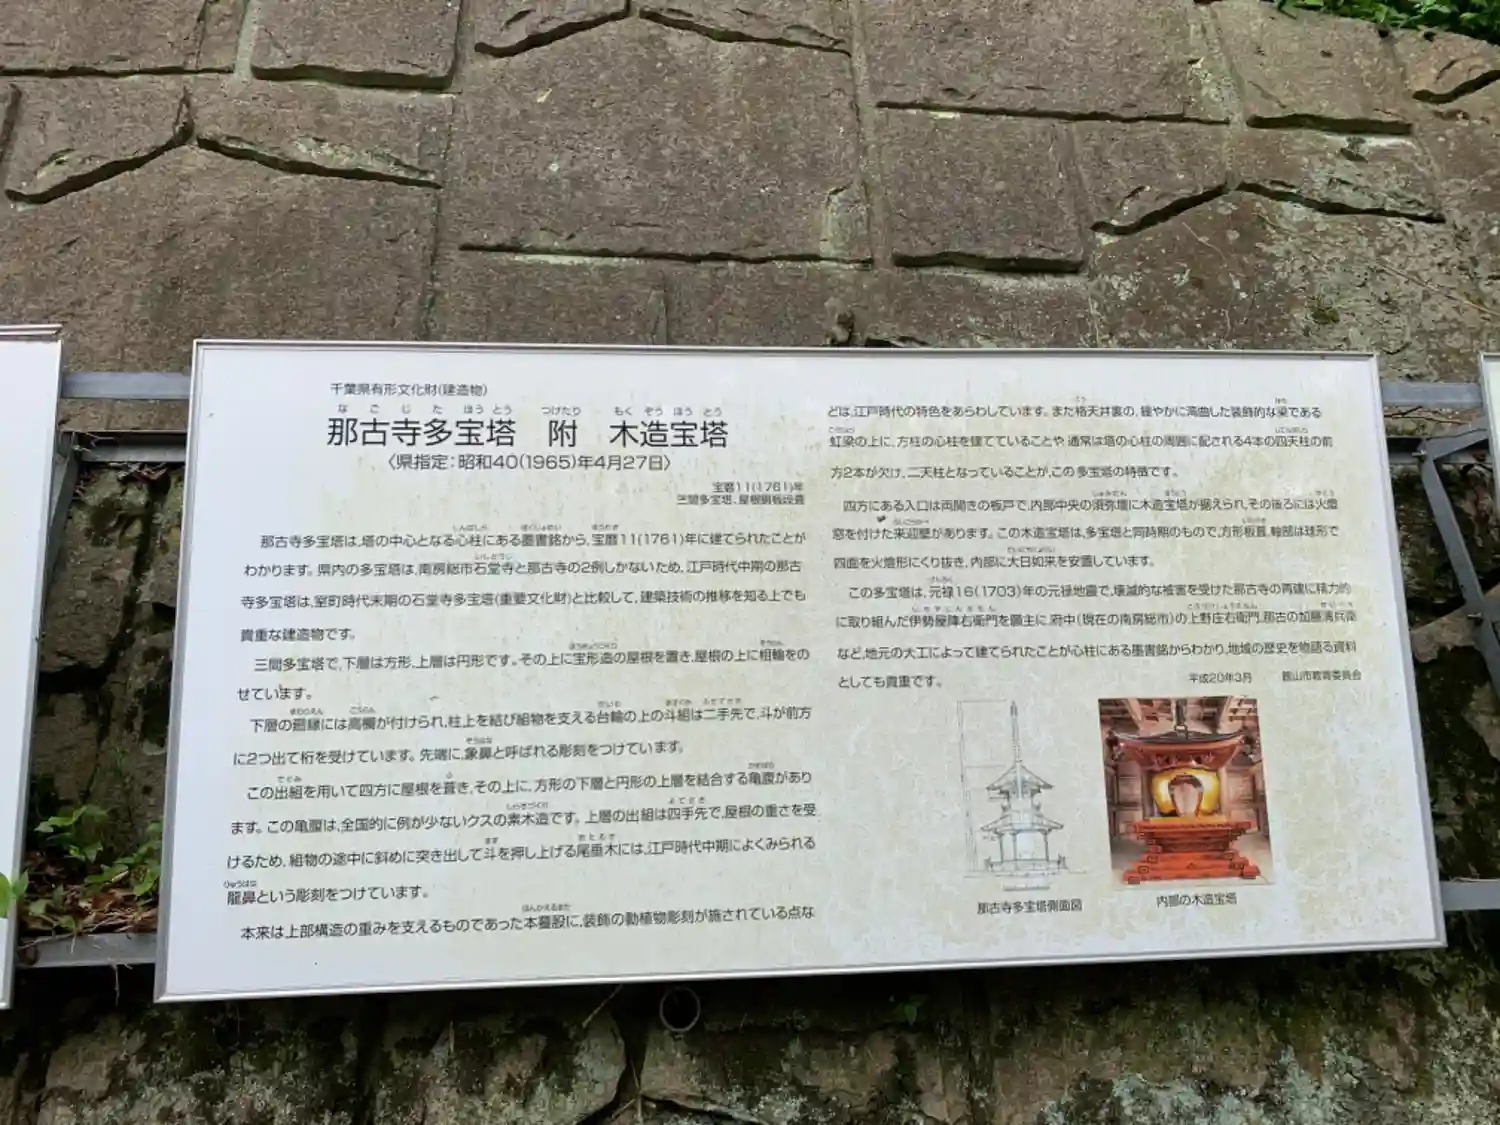 千葉県有形文化財(建造物)
なごじたほうとう つけたり もくぞうほうとう
那古寺多宝塔 附 木造宝塔
〈県指定：昭和40(1965)年4月27日〉
宝暦11(1761)年
三間多宝塔、屋根銅板段葺
那古寺多宝塔は、塔の中心となる心柱にある墨書銘から、宝暦11(1761)年に建てられたことが
わかります。県内の多宝塔は、南房総市石堂寺と那古寺の2例しかないため、江戸時代中期の那古
寺多宝塔は、室町時代末期の石堂寺多宝塔(重要文化財)と比較して、建築技術の推移を知る上でも
貴重な建造物です。
三間多宝塔で、下層は方形、上層は円形です。その上に宝形造の屋根を置き、屋根の上に相輪をの
せています。
下層の廻縁には高欄が付けられ、柱上を結び組物を支える台輪の上の斗組は二手先で、斗が前方
に2つ出て桁を受けています。先端に、象鼻と呼ばれる彫刻をつけています。
この出組を用いて四方に屋根を葺き、その上に、方形の下層と円形の上層を結合する亀腹があり
ます。この亀腹は、全国的に例が少ないクスの素木造です。上層の出組は四手先で、屋根の重さを受
けるため、組物の途中に斜めに突き出して斗を押し上げる尾垂木には、江戸時代中期によくみられる
龍鼻という彫刻をつけています。
本来は上部構造の重みを支えるものであった本蟇股に、装飾の動植物彫刻が施されている点な
どは、江戸時代の特色をあらわしています。また格天井裏の、緩やかに湾曲した装飾的な梁である
虹梁の上に、方柱の心柱を建てていることや、通常は塔の心柱の周囲に配される4本の四天柱の前
方2本が欠け、二天柱となっていることが、この多宝塔の特徴です。
四方にある入口は両開きの板戸で、内部中央の須弥壇に木造宝塔が据えられ、その後ろには火燈
窓を付けた来迎壁があります。この木造宝塔は、多宝塔と同時期のもので、方形板葺、軸部は球形で
四面を火燈形にくり抜き、内部に大日如来を安置しています。
この多宝塔は、元禄16(1703)年の元禄地震で、壊滅的な被害を受けた那古寺の再建に精力的
に取り組んだ伊勢屋陣右衛門を願主に、府中(現在の南房総市)の上野庄右衛門、那古の加藤清兵衛
など、地元の大工によって建てられたことが心柱にある墨書銘からわかり、地域の歴史を物語る資料
としても貴重です。
平成20年3月 館山市教育委員会
那古寺多宝塔側面図
内部の木造宝塔